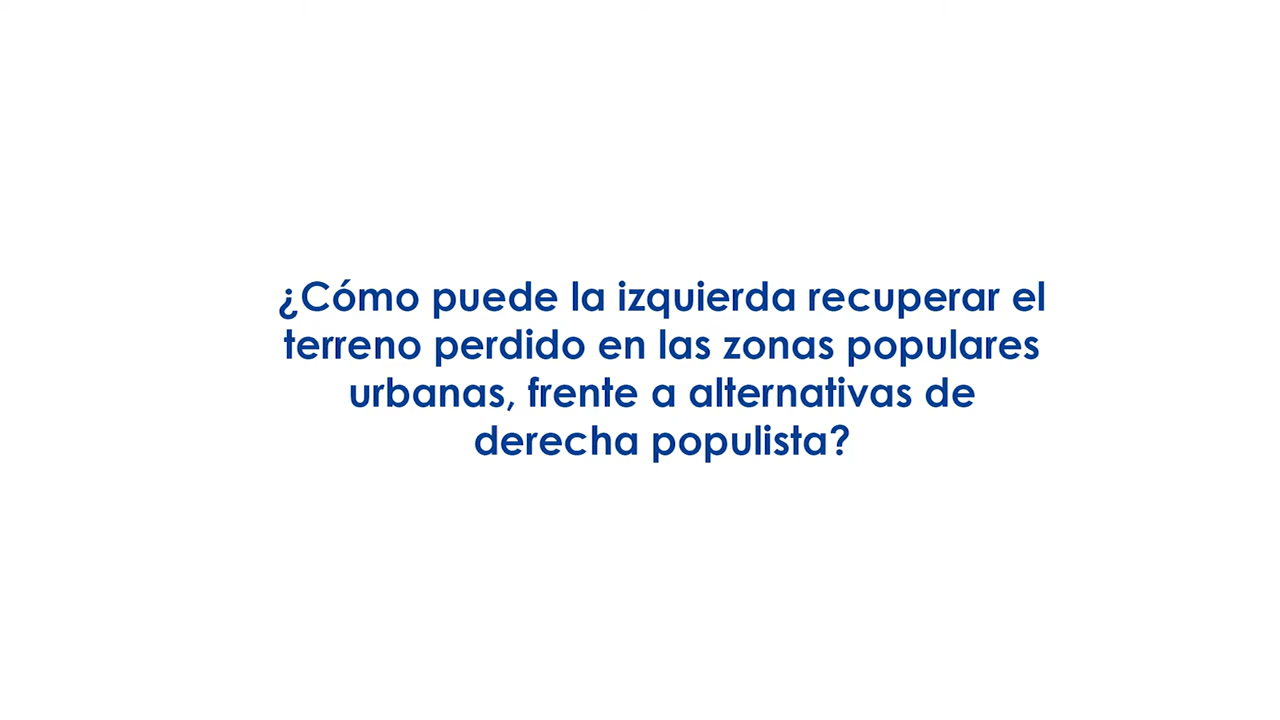 ¿Cómo puede la izquierda recuperar el
terreno perdido en las zonas populares
urbanas, frente a alternativas de
derecha populista?